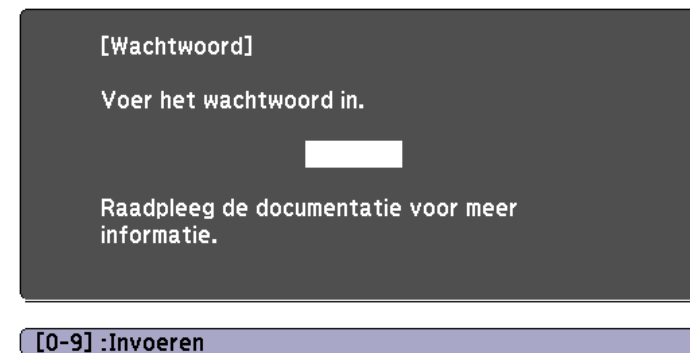 [Wachtwoord]
Voer het wachtwoord in.
Raadpleeg de documentatie voor meer
informatie.
[0-9] :Invoeren